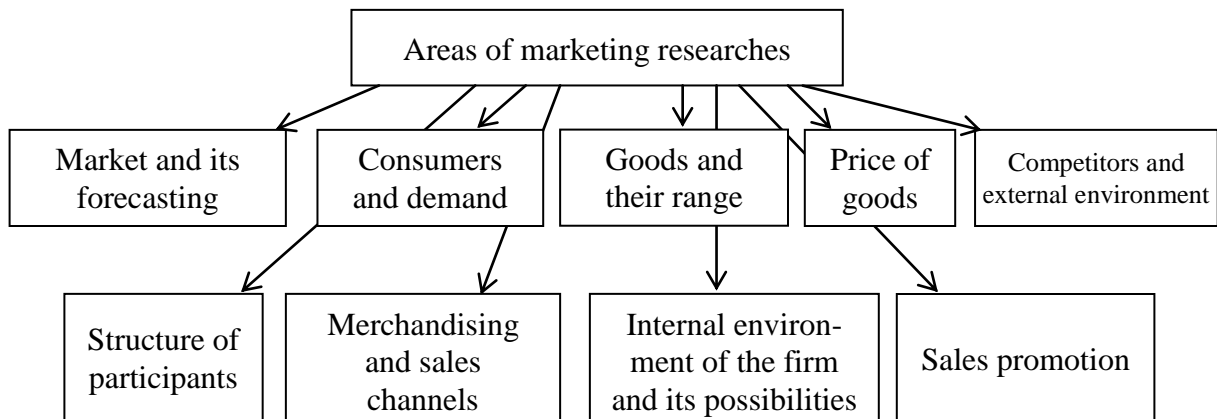 Areas of marketing researches
Market and its
forecasting
Consumers
and demand
Goods and
their range
Price of
goods
Competitors and
external environment
Structure of
participants
Merchandising
and sales
channels
Internal environ-
ment of the firm
and its possibilities
Sales promotion